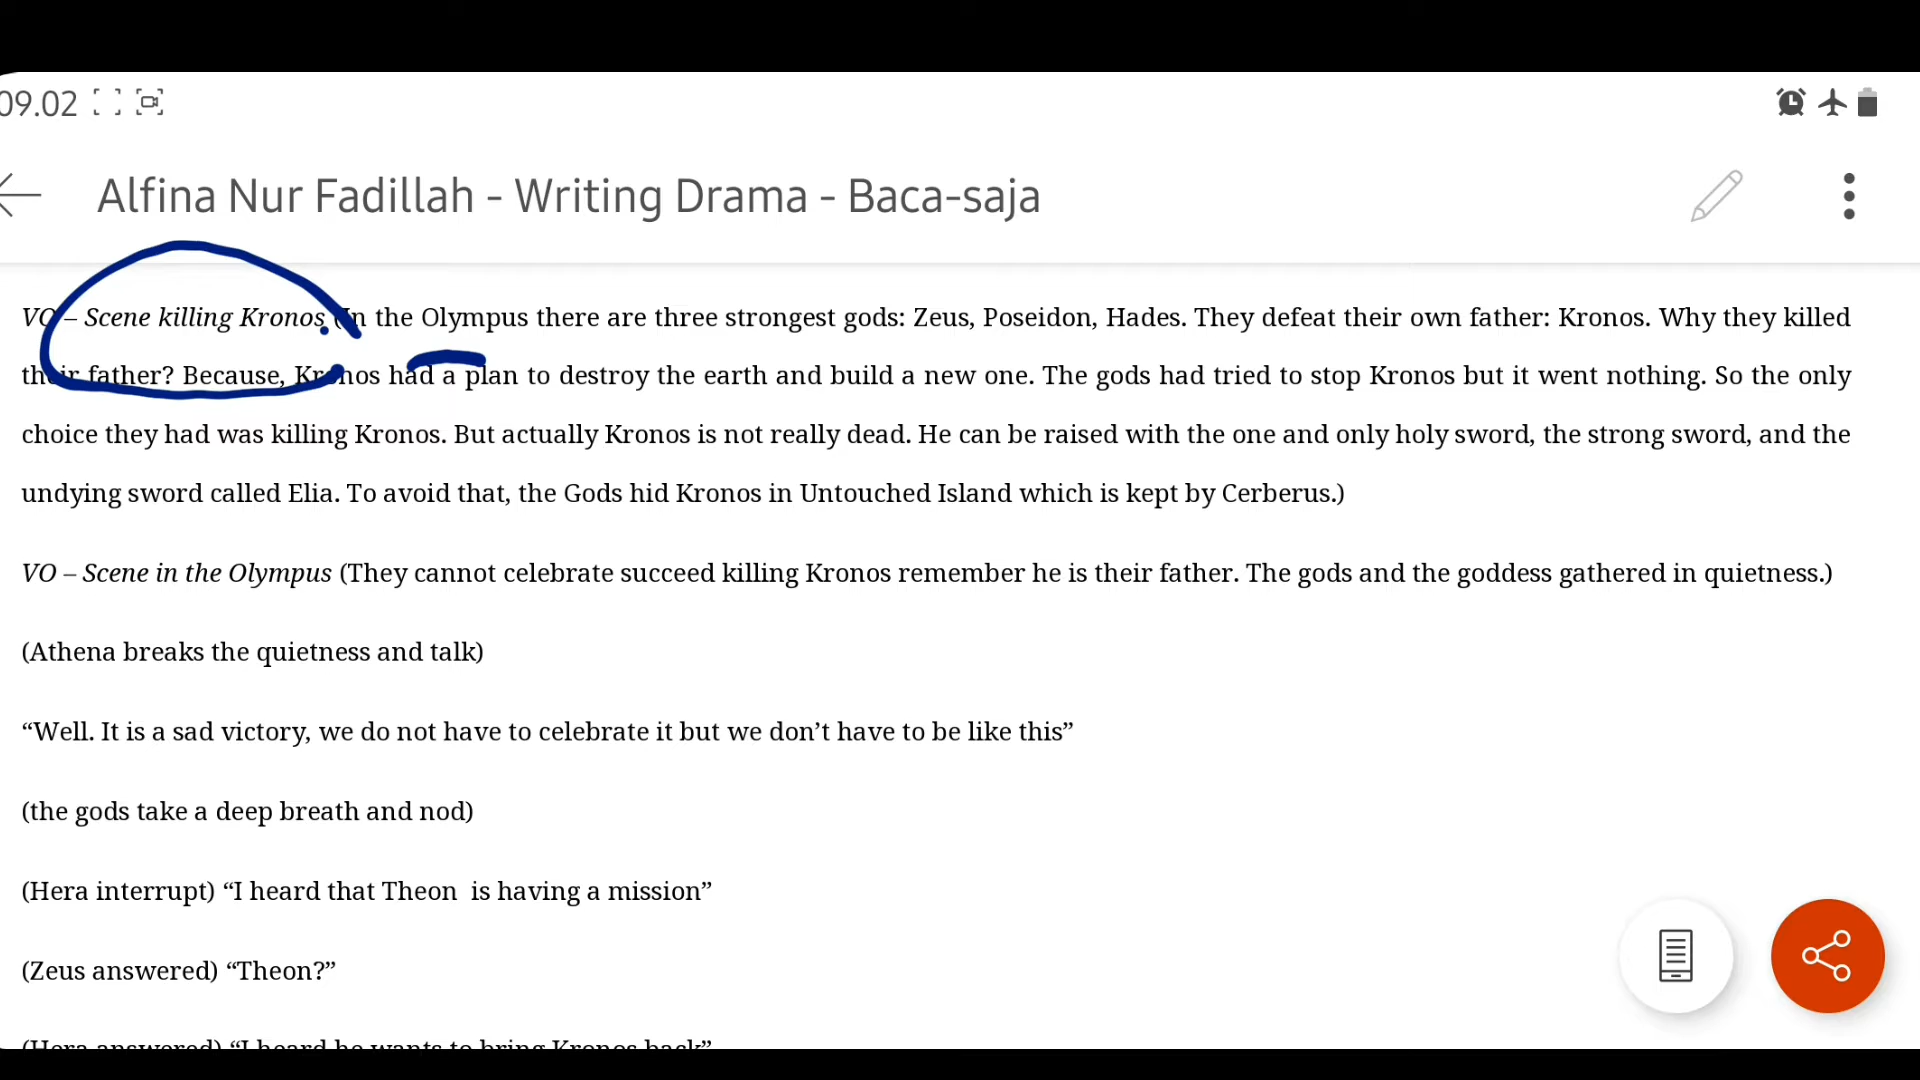 09.02
Alfina Nur Fadillah - Writing Drama - Baca-saja
VO – Scene killing Kronos (In the Olympus there are three strongest gods: Zeus, Poseidon, Hades. They defeat their own father: Kronos. Why they killed
their father? Because, Kronos had a plan to destroy the earth and build a new one. The gods had tried to stop Kronos but it went nothing. So the only
choice they had was killing Kronos. But actually Kronos is not really dead. He can be raised with the one and only holy sword, the strong sword, and the
undying sword called Elia. To avoid that, the Gods hid Kronos in Untouched Island which is kept by Cerberus.)
VO – Scene in the Olympus (They cannot celebrate succeed killing Kronos remember he is their father. The gods and the goddess gathered in quietness.)
(Athena breaks the quietness and talk)
“Well. It is a sad victory, we do not have to celebrate it but we don’t have to be like this”
(the gods take a deep breath and nod)
(Hera interrupt) “I heard that Theon  is having a mission”
(Zeus answered) “Theon?”
(Hera answered) “I heard he wants to bring Kronos back”